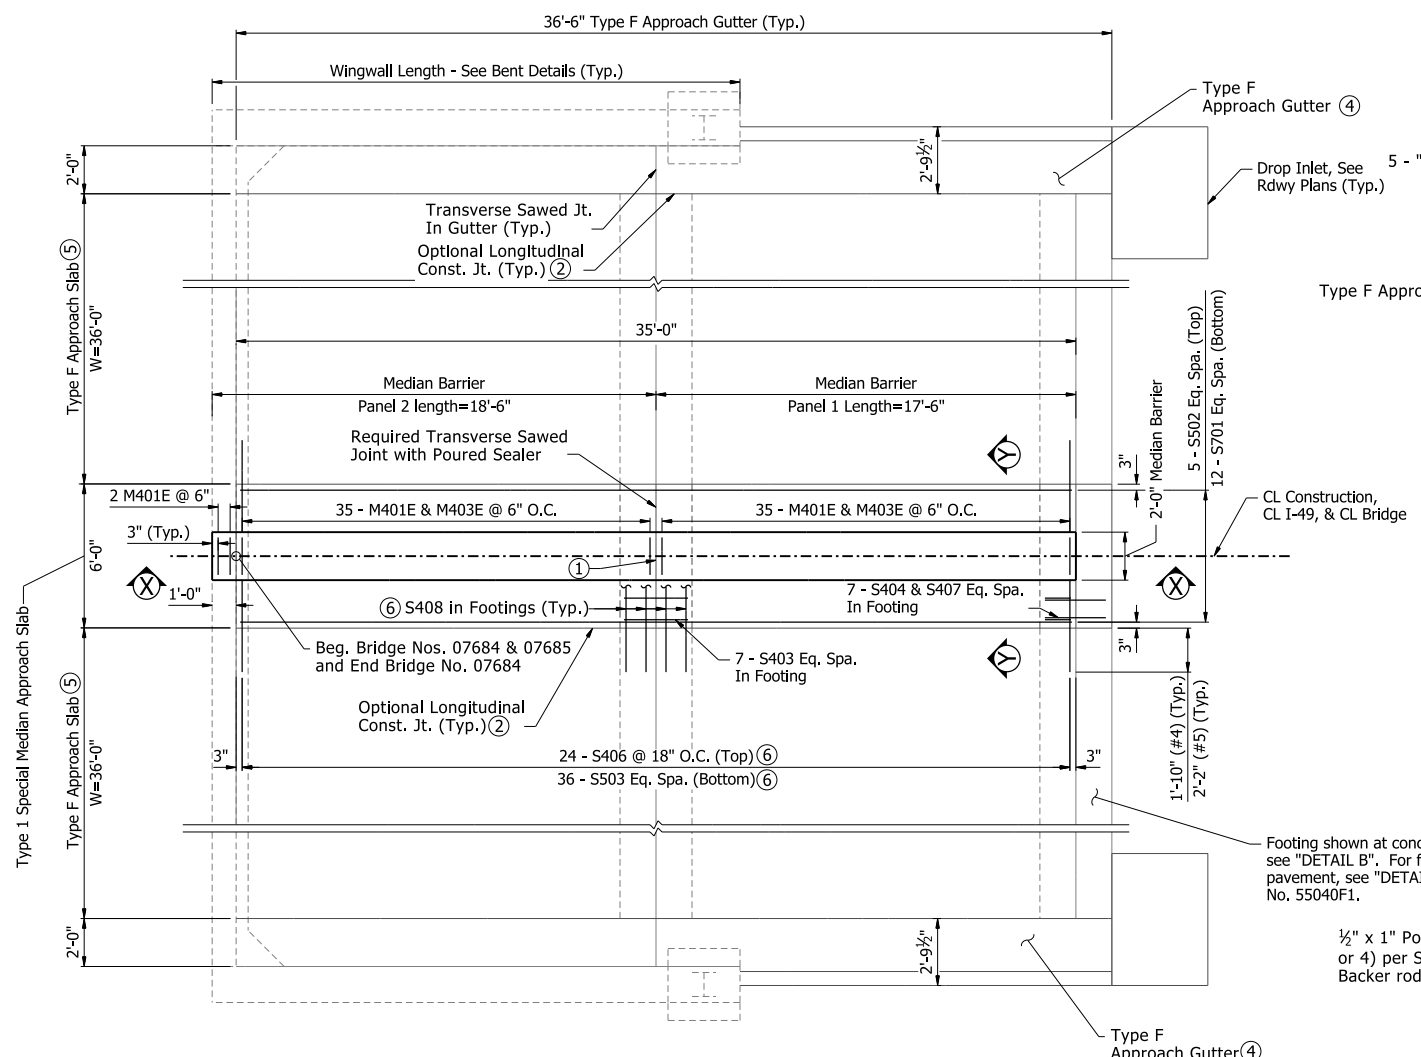 36'-6" Type F Approach Gutter (Typ.)
Wingwall Length - See Bent Details (Typ.)
Type F
Approach Gutter ④
2'-0"
2'-9½"
Drop Inlet, See
Rdwy Plans (Typ.)
5 - "
Transverse Sawed Jt.
In Gutter (Typ.)
Optional Longitudinal
Const. Jt. (Typ.) ②
Type F Approach Slab ⑤
W=36'-0"
Type F Appro
35'-0"
5 - S502 Eq. Spa. (Top)
12 - S701 Eq. Spa. (Bottom)
Median Barrier
Panel 2 length=18'-6"
Median Barrier
Panel 1 Length=17'-6"
2'-0" Median Barrier
Required Transverse Sawed
Joint with Poured Sealer
Y
3"
2 M401E @ 6"
35 - M401E & M403E @ 6" O.C.
35 - M401E & M403E @ 6" O.C.
CL Construction,
CL I-49, & CL Bridge
3" (Typ.)
6'-0"
①
X
X
1'-0"
⑥ S408 in Footings (Typ.)
7 - S404 & S407 Eq. Spa.
In Footing
Type 1 Special Median Approach Slab
Beg. Bridge Nos. 07684 & 07685
and End Bridge No. 07684
7 - S403 Eq. Spa.
In Footing
Y
3"
Optional Longitudinal
Const. Jt. (Typ.) ②
1'-10" (#4) (Typ.)
2'-2" (#5) (Typ.)
Type F Approach Slab ⑤
W=36'-0"
3"
24 - S406 @ 18" O.C. (Top) ⑥
36 - S503 Eq. Spa. (Bottom) ⑥
3"
Footing shown at conc
see "DETAIL B". For f
pavement, see "DETAI
No. 55040F1.
2'-0"
2'-9½"
½" x 1" Po
or 4) per S
Backer rod
Type F
Approach Gutter ④